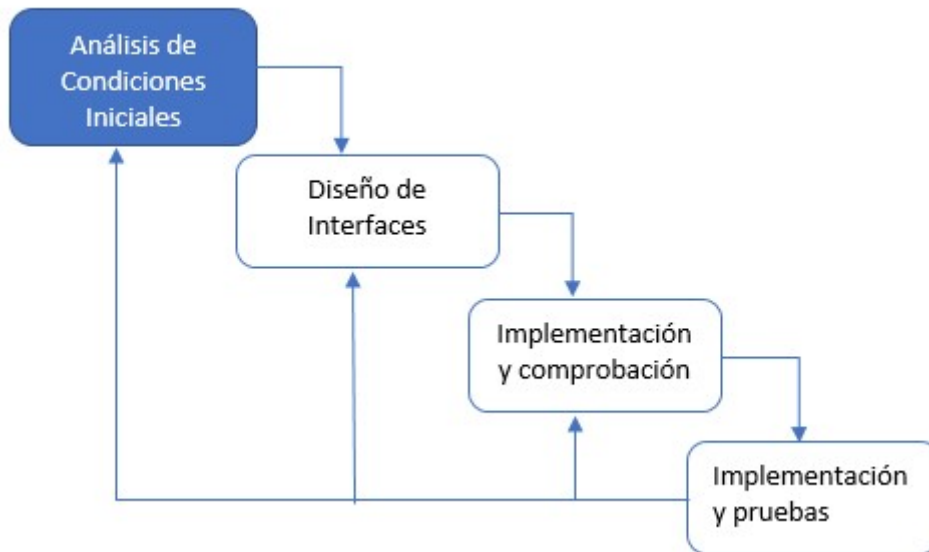 Análisis de
Condiciones
Iniciales
Diseño de
Interfaces
Implementación
y comprobación
Implementación
y pruebas